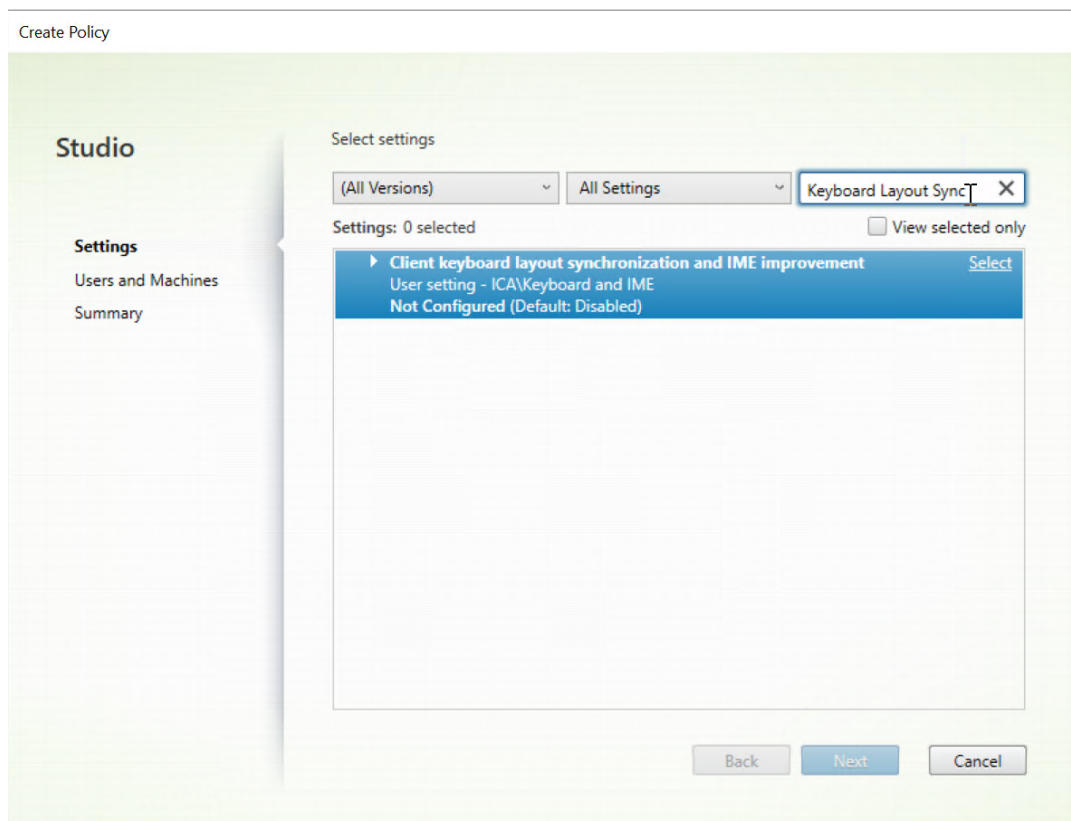 Create Policy
Studio
Settings
Users and Machines
Summary
Select settings
(All Versions)
All Settings
Keyboard Layout Sync
Settings: 0 selected
View selected only
Client keyboard layout synchronization and IME improvement
Select
User setting - ICA\Keyboard and IME
Not Configured (Default: Disabled)
Back
Next
Cancel